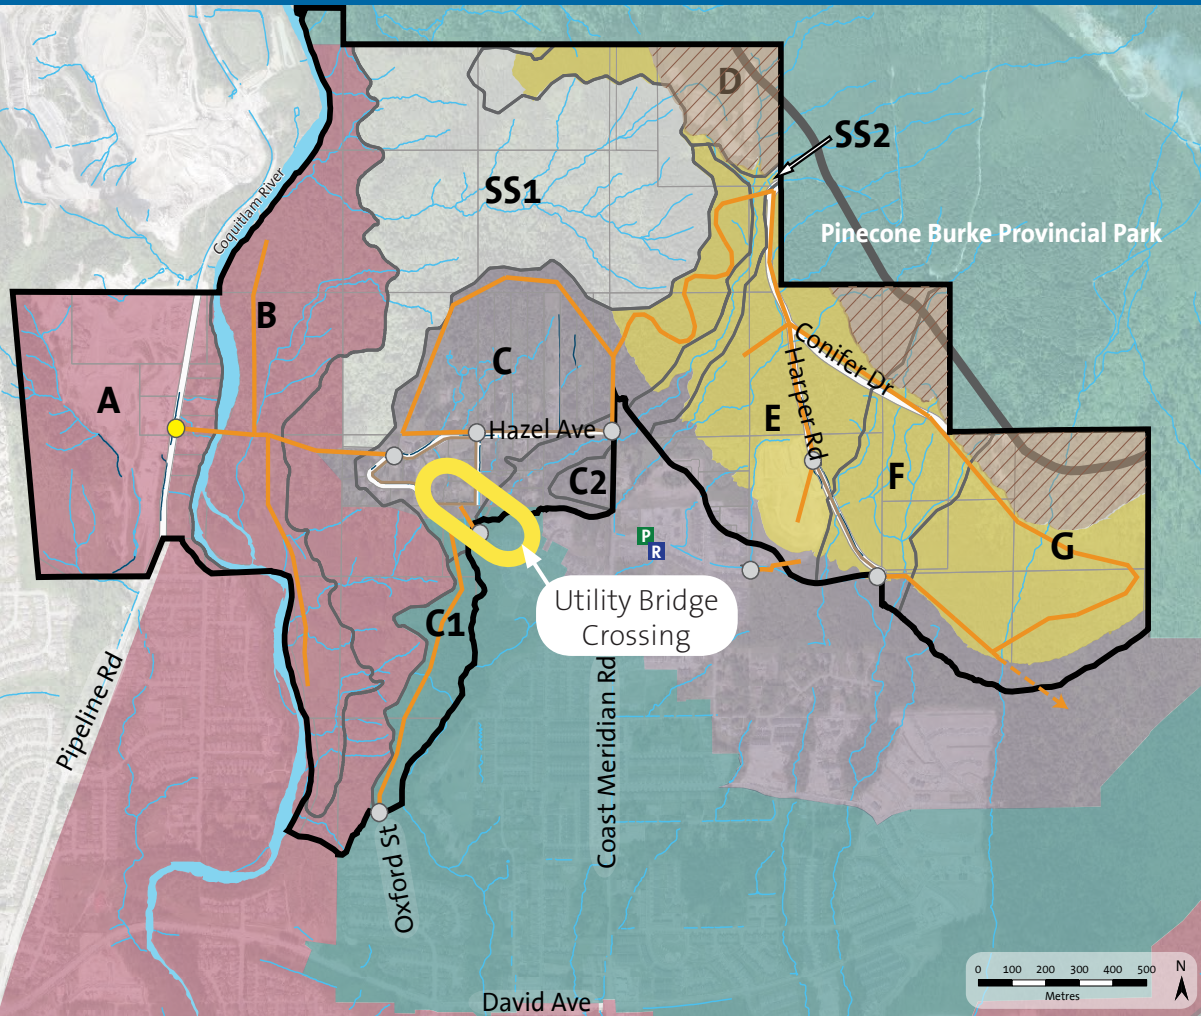 D
SS2
SS1
Coquitlam River
Pinecone Burke Provincial Park
B
C
Conifer Dr
Harper Rd
A
E
Hazel Ave
F
C2
P
R
G
Utility Bridge
Crossing
C1
Pipeline Rd
Coast Meridian Rd
Oxford St
David Ave
0 100 200 300 400 500
Metres
N